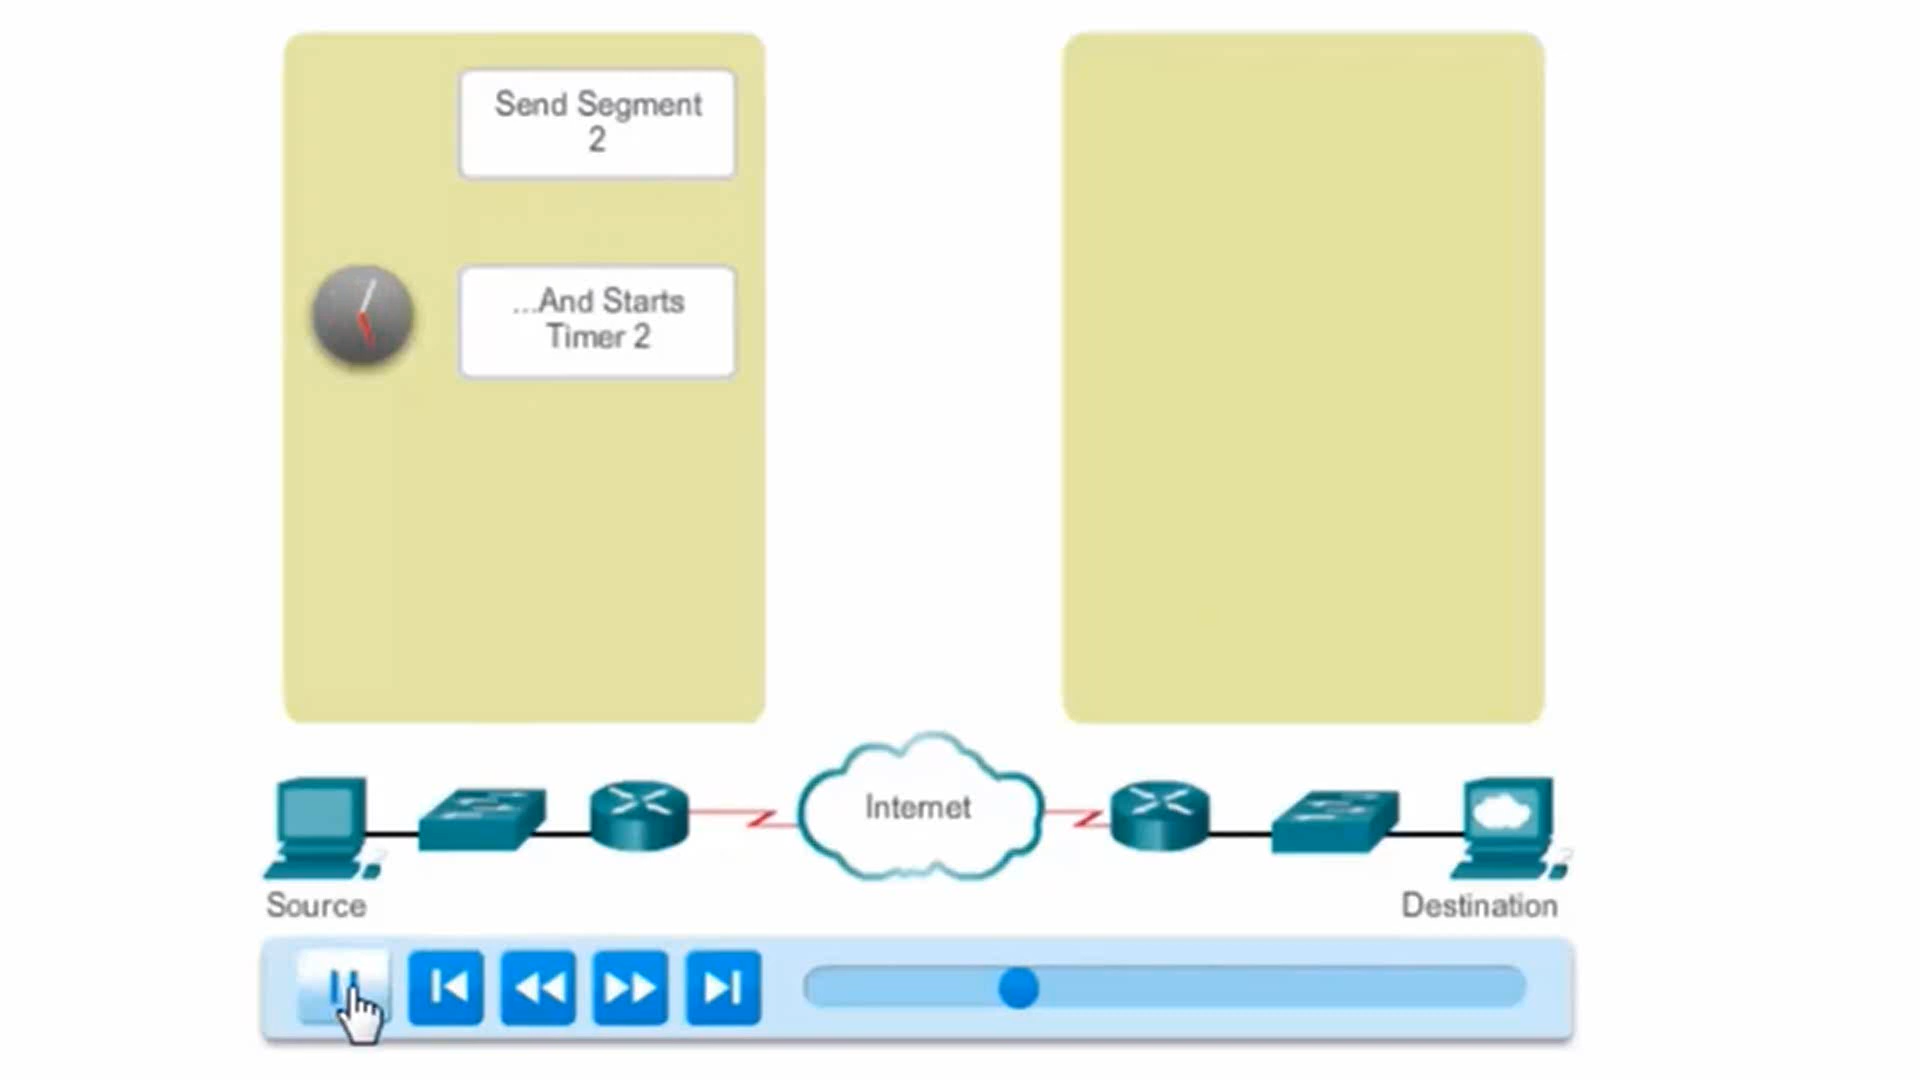 Send Segment
2
...And Starts
Timer 2
Internet
Source
Destination